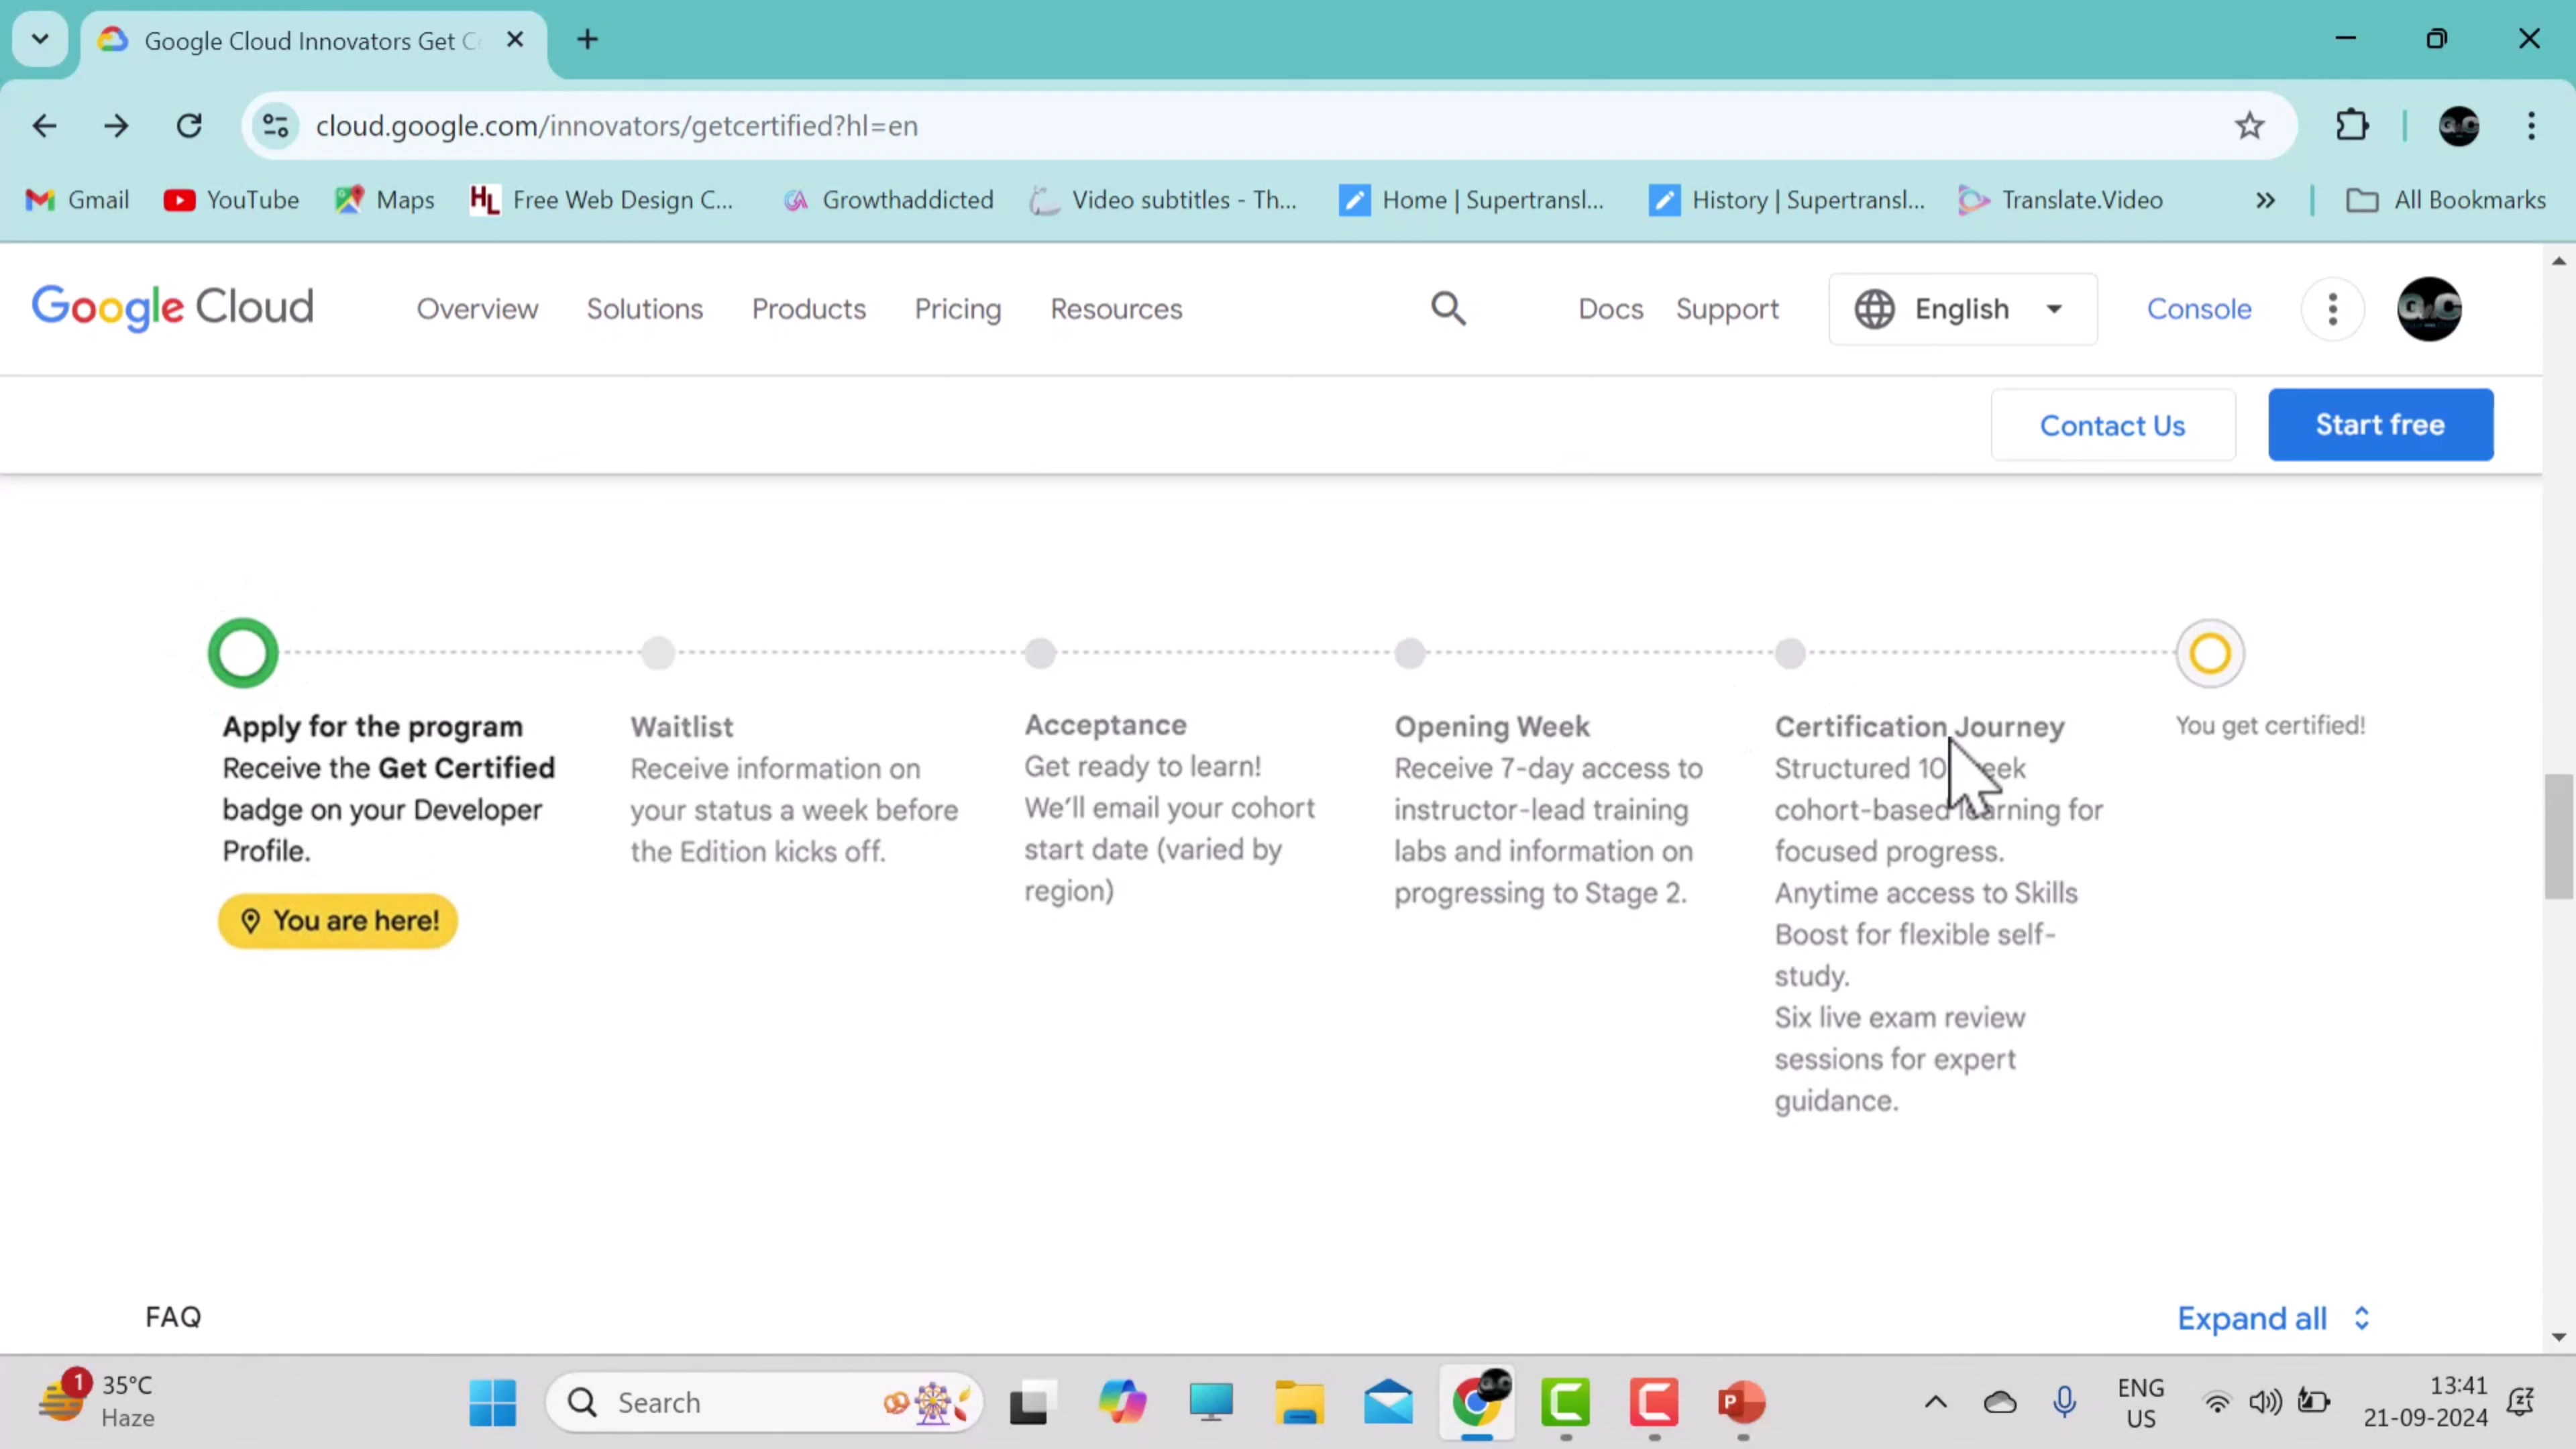 Google Cloud Innovators Get C
cloud.google.com/innovators/getcertified?hl=en
Gmail
YouTube
Maps
HL
Free Web Design C...
Growthaddicted
Video subtitles - Th...
Home | Supertransl...
History | Supertransl...
Translate.Video
All Bookmarks
Google Cloud
Overview
Solutions
Products
Pricing
Resources
Docs
Support
English
Console
Contact Us
Start free
Apply for the program
Receive the Get Certified
badge on your Developer
Profile.
You are here!
Waitlist
Receive information on
your status a week before
the Edition kicks off.
Acceptance
Get ready to learn!
We'll email your cohort
start date (varied by
region)
Opening Week
Receive 7-day access to
instructor-lead training
labs and information on
progressing to Stage 2.
Certification Journey
Structured 10 week
cohort-based learning for
focused progress.
Anytime access to Skills
Boost for flexible self-
study.
Six live exam review
sessions for expert
guidance.
You get certified!
FAQ
Expand all
1
35°C
Haze
Search
ENG
US
13:41
21-09-2024